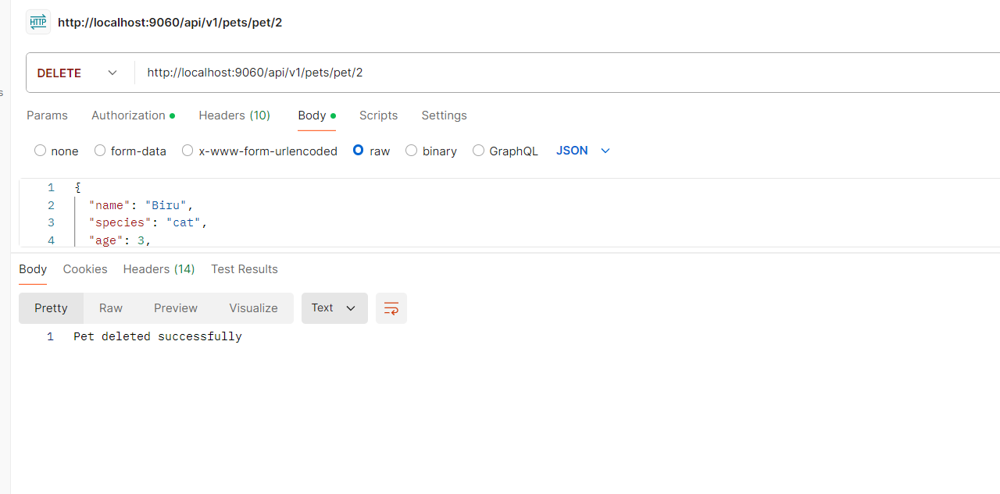 HTTP http://localhost:9060/api/v1/pets/pet/2
DELETE http://localhost:9060/api/v1/pets/pet/2
s
Params Authorization Headers (10) Body Scripts Settings
none form-data x-www-form-urlencoded raw binary GraphQL JSON
1 {
2 "name": "Biru",
3 "species": "cat",
4 "age": 3,
Body Cookies Headers (14) Test Results
Pretty Raw Preview Visualize Text
1 Pet deleted successfully